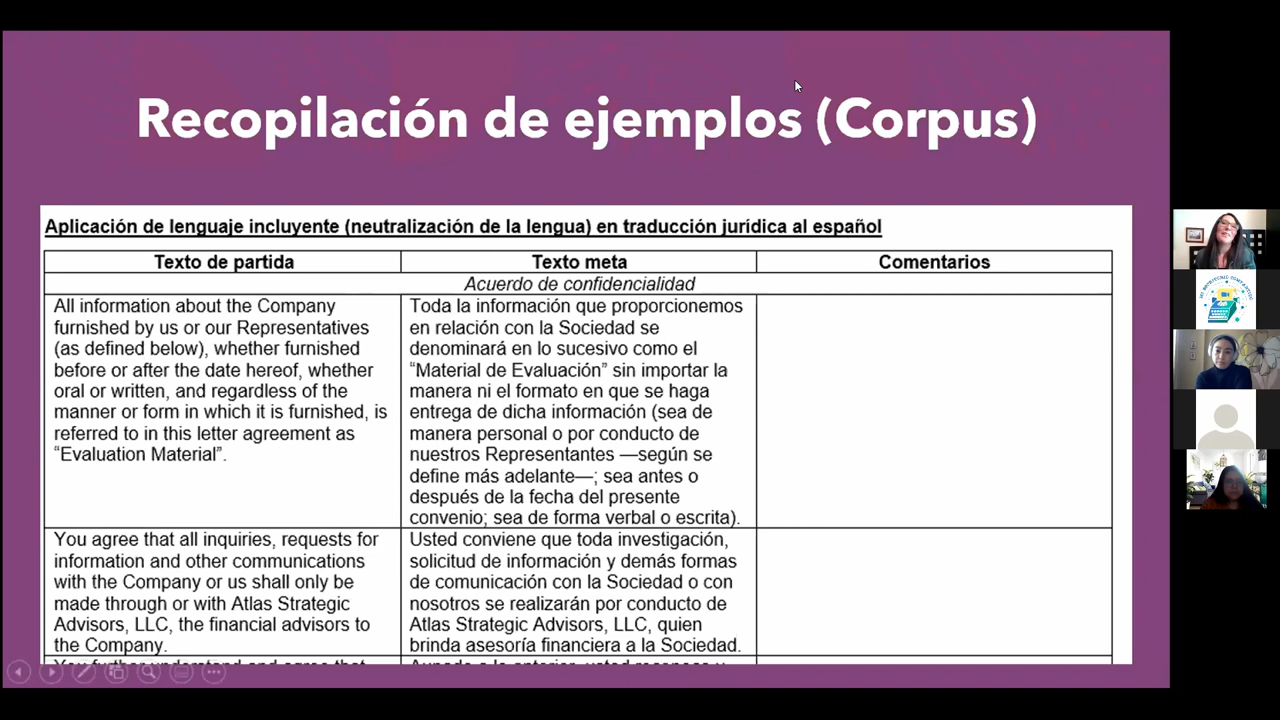 Recopilación de ejemplos (Corpus)
Aplicación de lenguaje incluyente (neutralización de la lengua) en traducción jurídica al español
Texto de partida
Texto meta
Comentarios
Acuerdo de confidencialidad
All information about the Company
furnished by us or our Representatives
(as defined below), whether furnished
before or after the date hereof, whether
oral or written, and regardless of the
manner or form in which it is furnished, is
referred to in this letter agreement as
“Evaluation Material”.
Toda la información que proporcionemos
en relación con la Sociedad se
denominará en lo sucesivo como el
“Material de Evaluación” sin importar la
manera ni el formato en que se haga
entrega de dicha información (sea de
manera personal o por conducto de
nuestros Representantes —según se
define más adelante—; sea antes o
después de la fecha del presente
convenio; sea de forma verbal o escrita).
You agree that all inquiries, requests for
information and other communications
with the Company or us shall only be
made through or with Atlas Strategic
Advisors, LLC, the financial advisors to
the Company.
Usted conviene que toda investigación,
solicitud de información y demás formas
de comunicación con la Sociedad o con
nosotros se realizarán por conducto de
Atlas Strategic Advisors, LLC, quien
brinda asesoría financiera a la Sociedad.